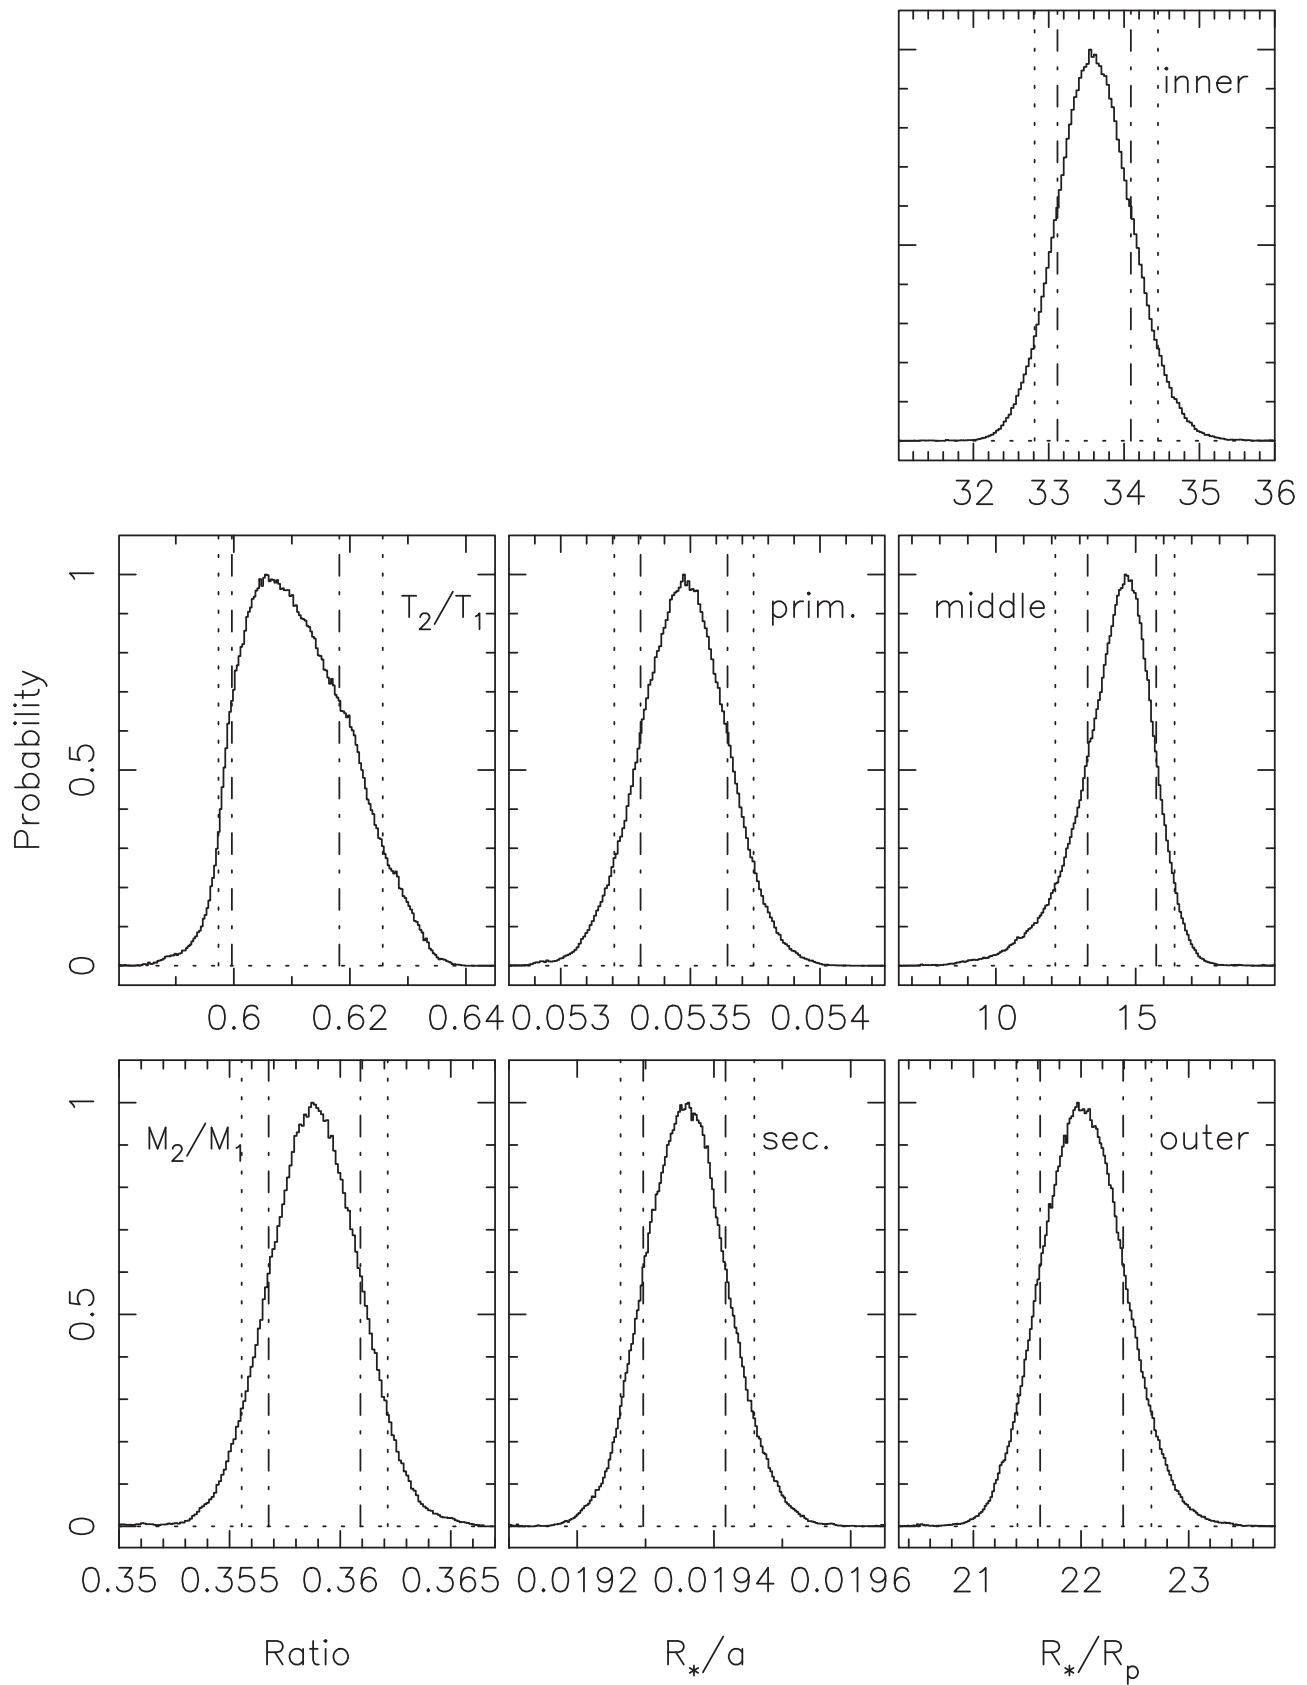 inner
32 33 34 35 36
Probability
1
0.5
0
T₂/T₁
prim.
middle
0.6 0.62 0.64
0.053 0.0535 0.054
10 15
1
0.5
0
M₂/M₁
sec.
outer
0.35 0.355 0.36 0.365
0.0192 0.0194 0.0196
21 22 23
Ratio
R*/a
R*/Rp